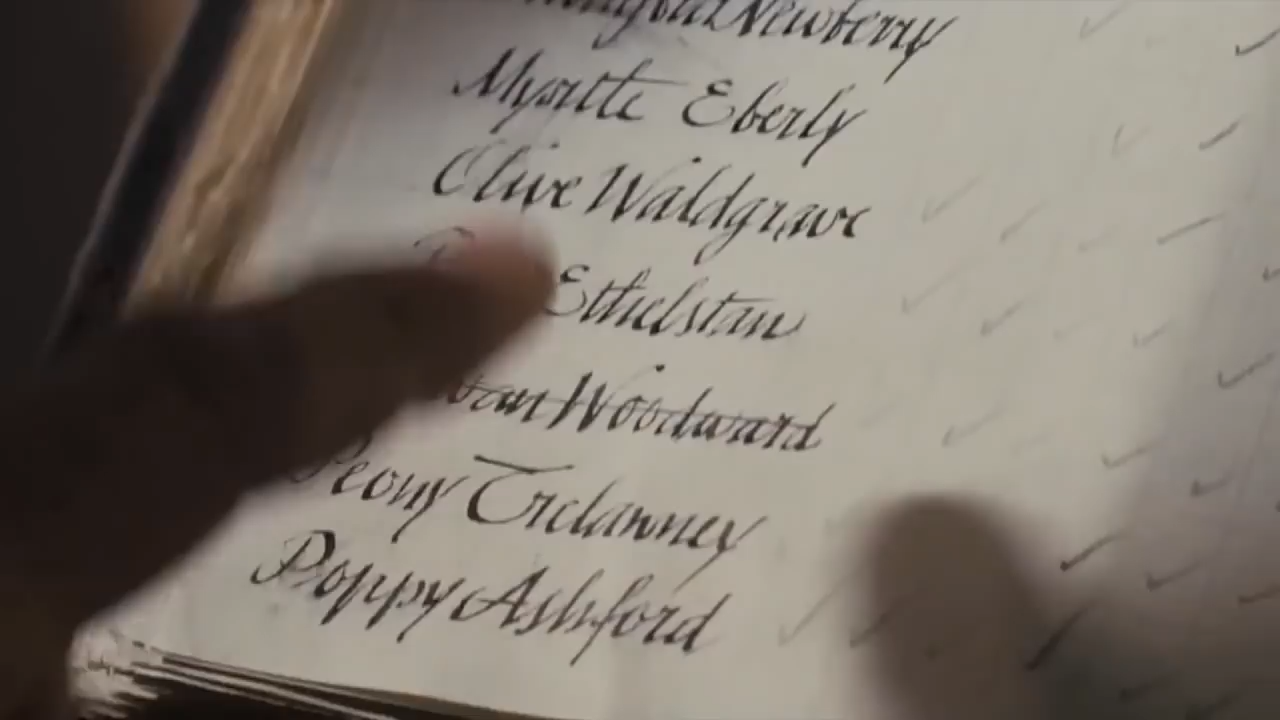 Newberry
Myrtle Eberly
Olive Waldgrave
Ethelstan
Woodward
Peony Trelawney
Poppy Ashford